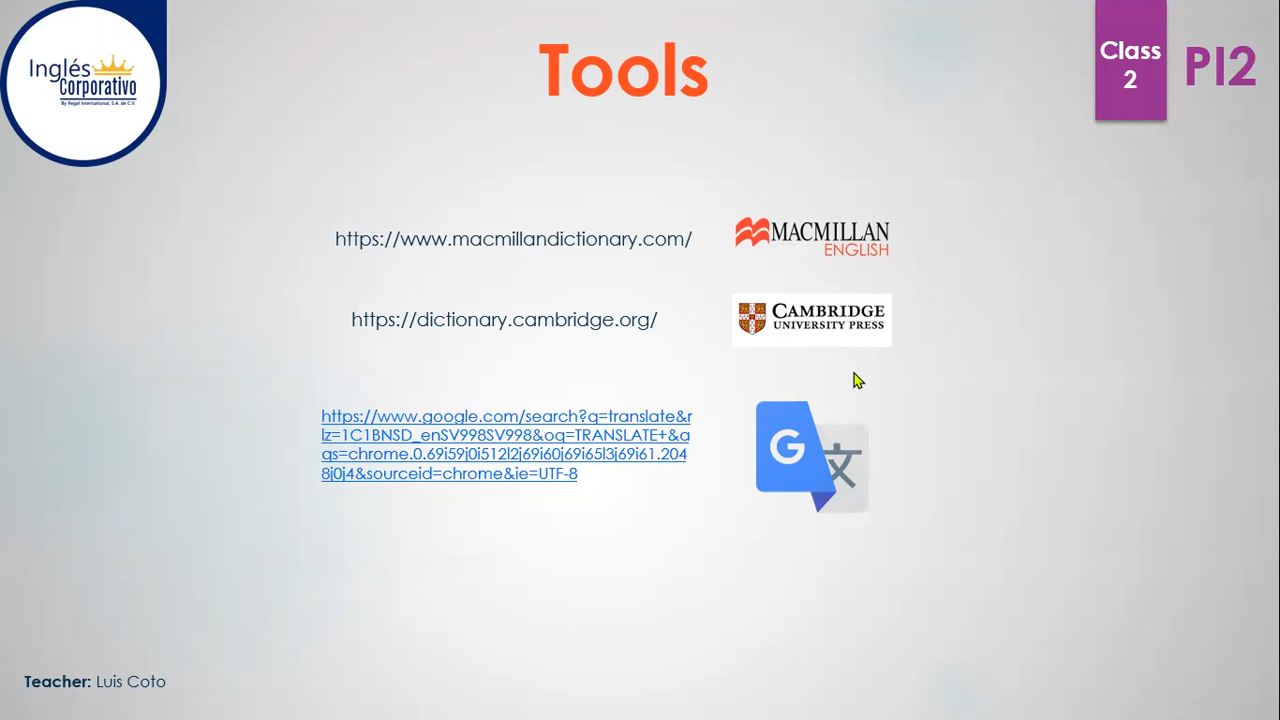 Inglés
Corporativo
By Regal International, S.A. de C.V.
Tools
Class
2
PI2
https://www.macmillandictionary.com/
MACMILLAN
ENGLISH
https://dictionary.cambridge.org/
CAMBRIDGE
UNIVERSITY PRESS
https://www.google.com/search?q=translate&r
lz=1C1BNSD_enSV998SV998&oq=TRANSLATE+&a
qs=chrome.0.69i59j0i512l2j69i60j69i65l3j69i61.204
8j0j4&sourceid=chrome&ie=UTF-8
G
文
Teacher: Luis Coto